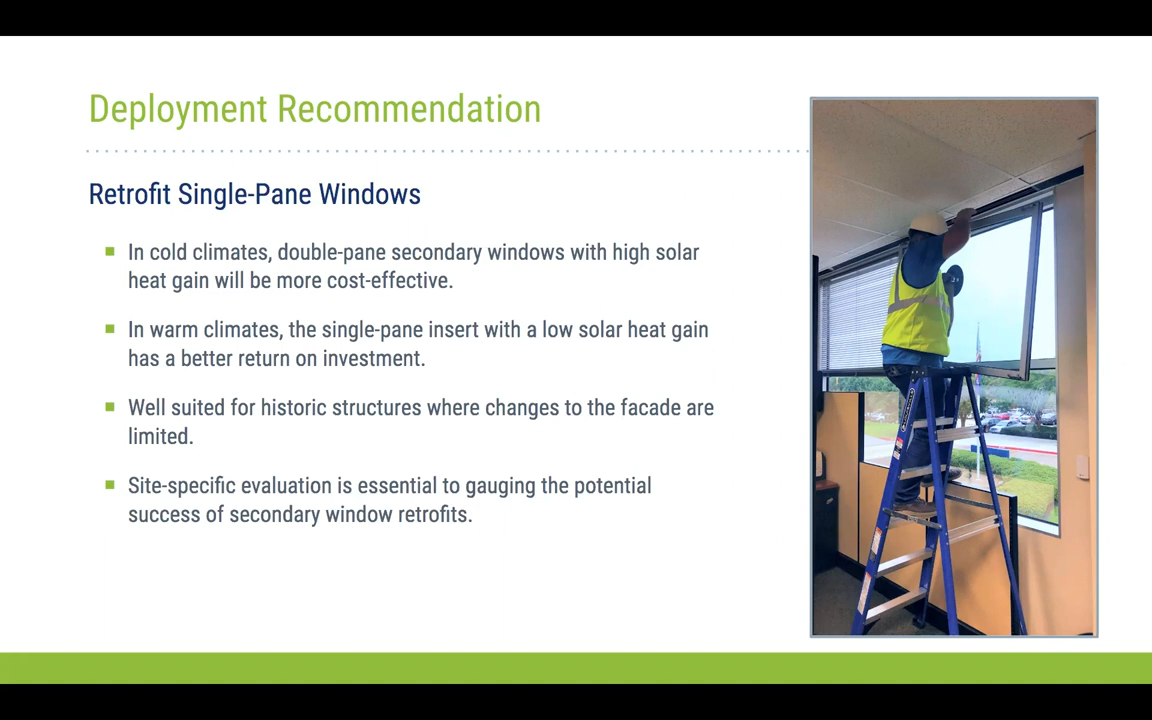 Deployment Recommendation
Retrofit Single-Pane Windows
In cold climates, double-pane secondary windows with high solar
heat gain will be more cost-effective.
In warm climates, the single-pane insert with a low solar heat gain
has a better return on investment.
Well suited for historic structures where changes to the facade are
limited.
Site-specific evaluation is essential to gauging the potential
success of secondary window retrofits.